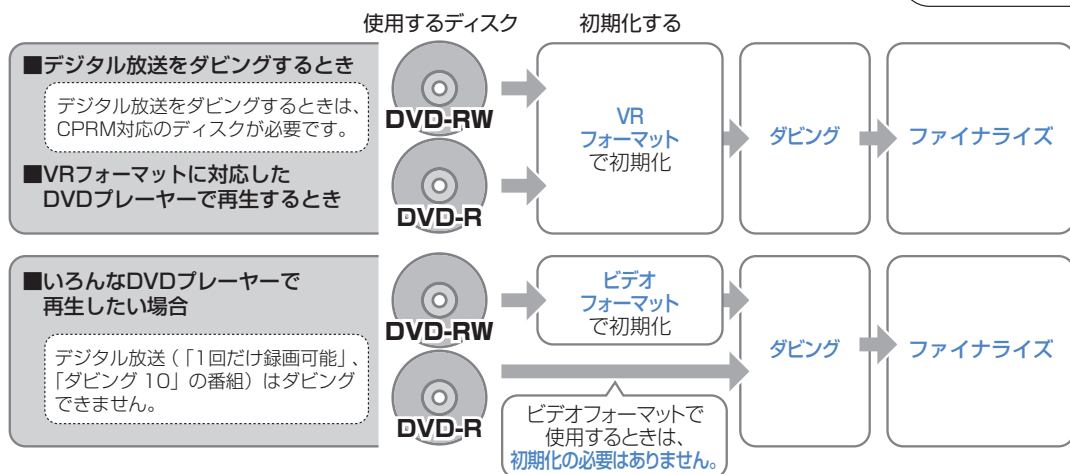 使用するディスク
初期化する
■デジタル放送をダビングするとき
デジタル放送をダビングするときは、
CPRM対応のディスクが必要です。
■VRフォーマットに対応した
DVDプレーヤーで再生するとき
DVD-RW
DVD-R
VR
フォーマット
で初期化
ダビング
ファイナライズ
■いろんなDVDプレーヤーで
再生したい場合
デジタル放送(「1回だけ録画可能」、
「ダビング 10」の番組)はダビング
できません。
DVD-RW
DVD-R
ビデオ
フォーマット
で初期化
ビデオフォーマットで
使用するときは、
初期化の必要はありません。
ダビング
ファイナライズ